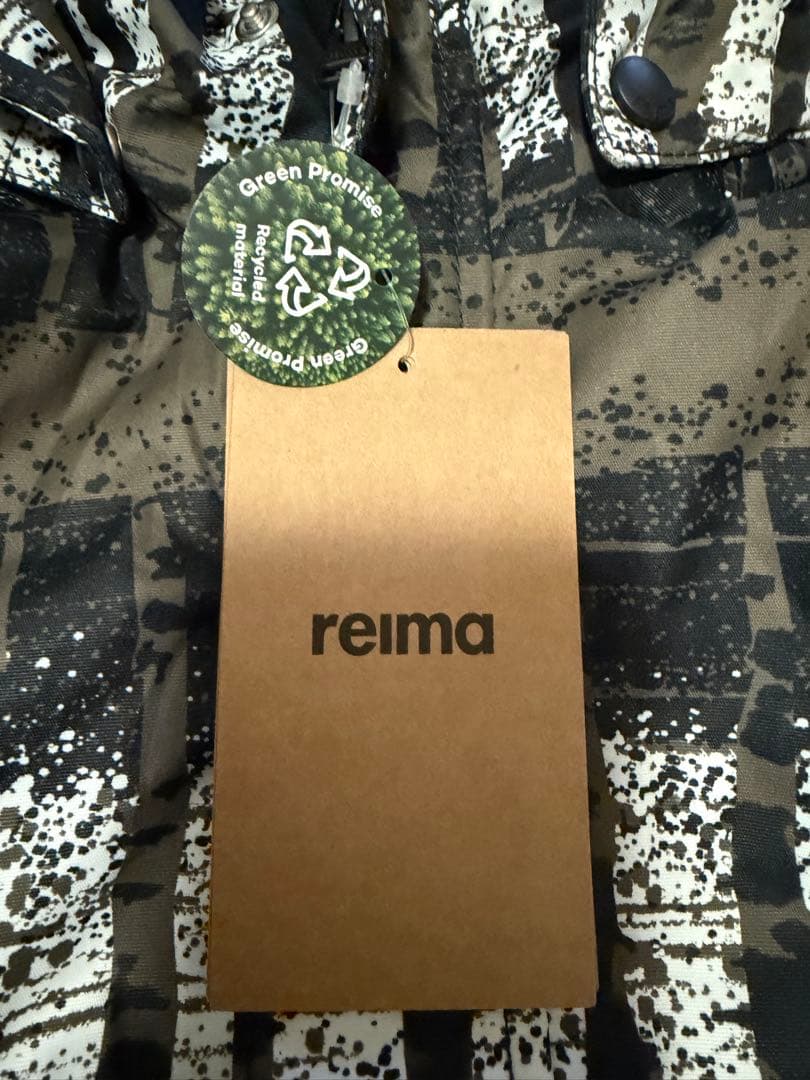 Green Promise
Recycled
material
Green Promise
reima